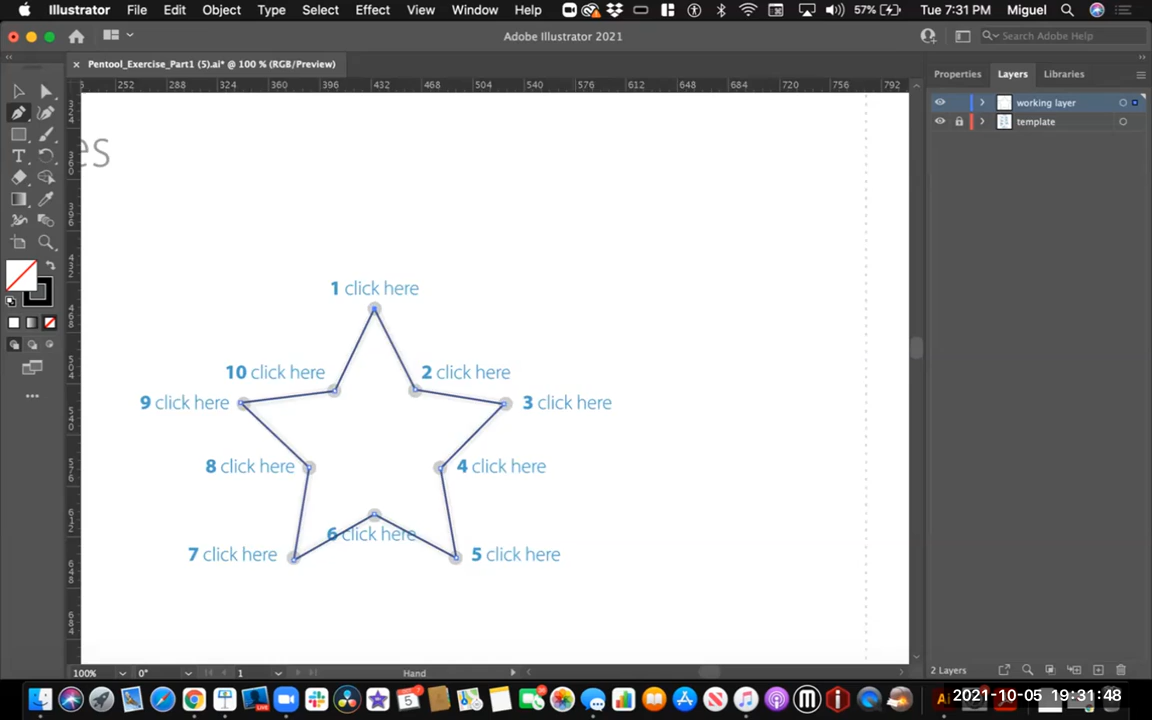 Illustrator File Edit Object Type Select Effect View Window Help 57% Tue 7:31 PM Miguel
Adobe Illustrator 2021
Search Adobe Help
× Pentool_Exercise_Part1 (5).ai* @ 100 % (RGB/Preview)
Properties Layers Libraries
252 288 324 360 396 432 468 504 540 576 612 648 684 720 756 792
working layer
template
es
1 click here
10 click here
2 click here
9 click here
3 click here
8 click here
4 click here
6 click here
7 click here
5 click here
100% 0° 1 Hand
2 Layers
2021-10-05 19:31:48